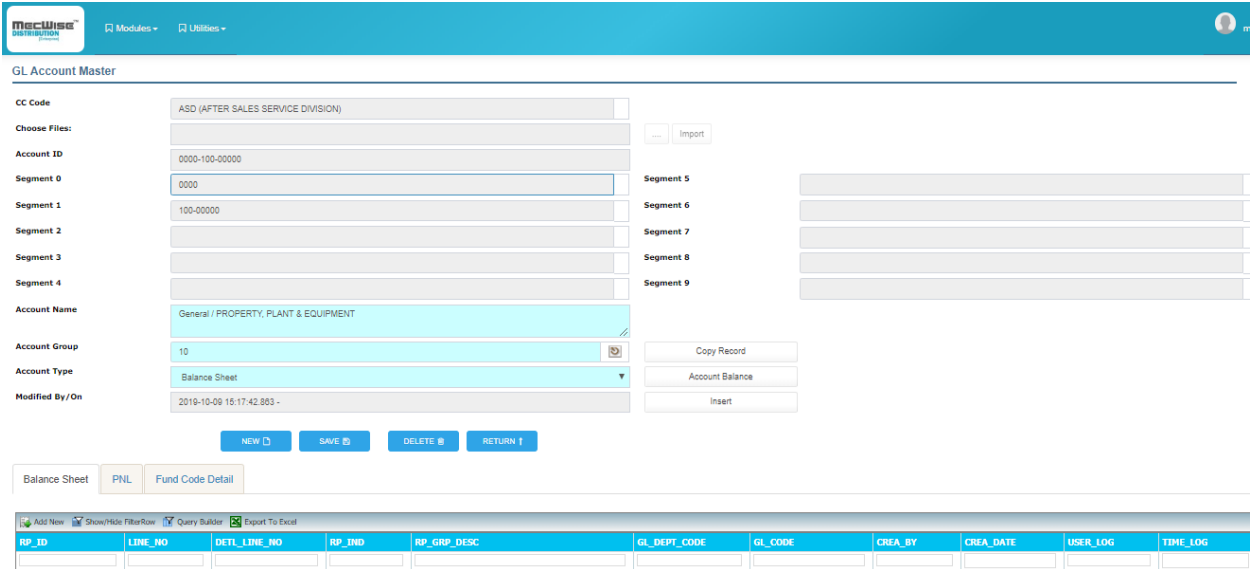 MECWISE™
DISTRIBUTION
(Enterprise)
Modules
Utilities
m
GL Account Master
CC Code
ASD (AFTER SALES SERVICE DIVISION)
Choose Files:
.... Import
Account ID
0000-100-00000
Segment 0
0000
Segment 5
Segment 1
100-00000
Segment 6
Segment 2
Segment 7
Segment 3
Segment 8
Segment 4
Segment 9
Account Name
General / PROPERTY, PLANT & EQUIPMENT
Account Group
10
Copy Record
Account Type
Balance Sheet
Account Balance
Modified By/On
2019-10-09 15:17:42.863 -
Insert
NEW SAVE DELETE RETURN
Balance Sheet PNL Fund Code Detail
Add New Show/Hide FilterRow Query Builder Export To Excel
RP_ID LINE_NO DETL_LINE_NO RP_IND RP_GRP_DESC GL_DEPT_CODE GL_CODE CREA_BY CREA_DATE USER_LOG TIME_LOG